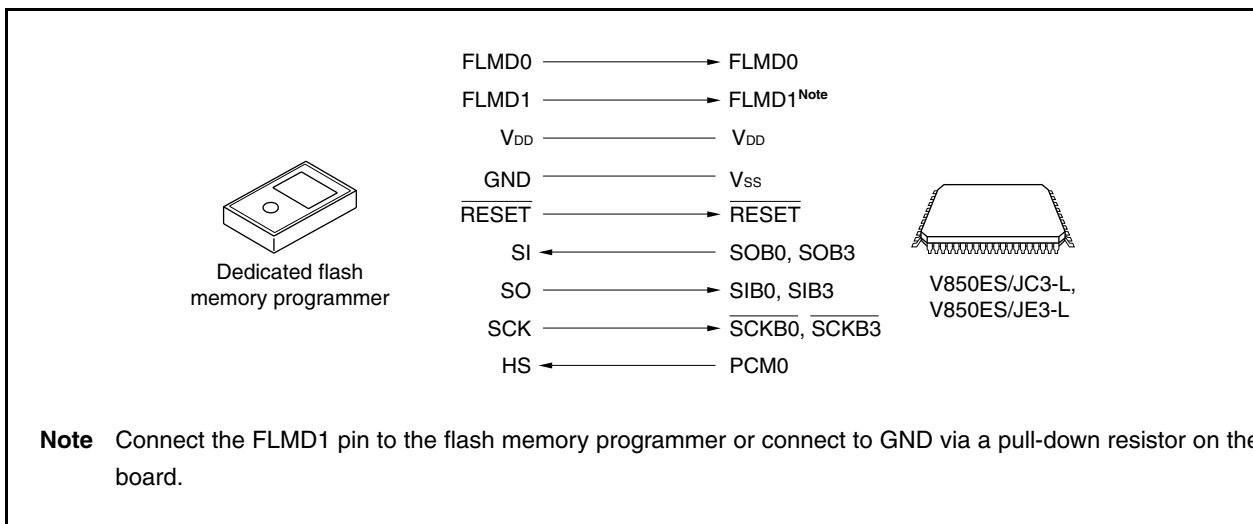 FLMD0 FLMD0
FLMD1 FLMD1Note
VDD VDD
GND VSS
RESET RESET
SI SOB0, SOB3
SO SIB0, SIB3
SCK SCKB0, SCKB3
HS PCM0
Dedicated flash
memory programmer
V850ES/JC3-L,
V850ES/JE3-L
Note Connect the FLMD1 pin to the flash memory programmer or connect to GND via a pull-down resistor on the
board.